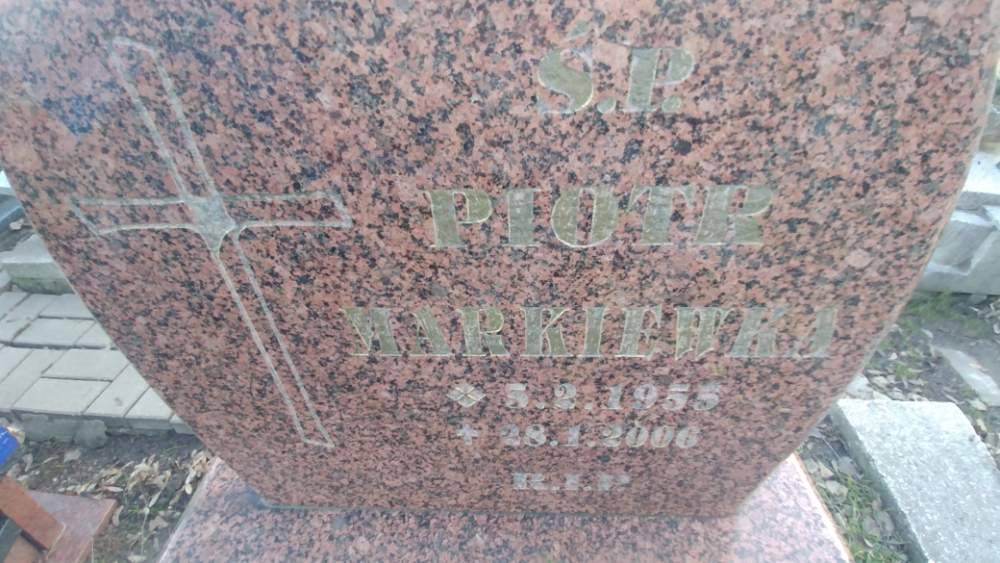 Ś.P.
PIOTR
MARKIEWKA
5.2.1955
28.1.2006
R.I.P